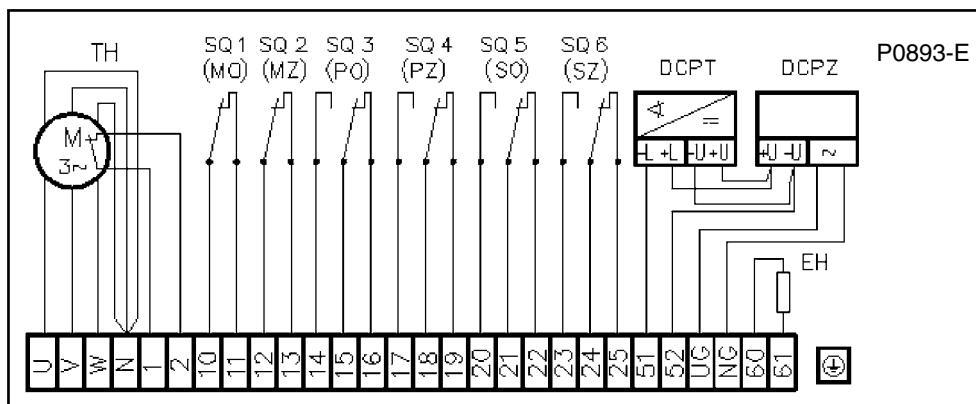 P0893-E
TH
SQ 1 SQ 2 SQ 3 SQ 4 SQ 5 SQ 6
(MO) (MZ) (PO) (PZ) (SO) (SZ)
DCPT DCPZ
M
3~
=
-L +L -U +U +U -U ~
EH
U V W N 1 2 10 11 12 13 14 15 16 17 18 19 20 21 22 23 24 25 51 52 UG NG 60 61